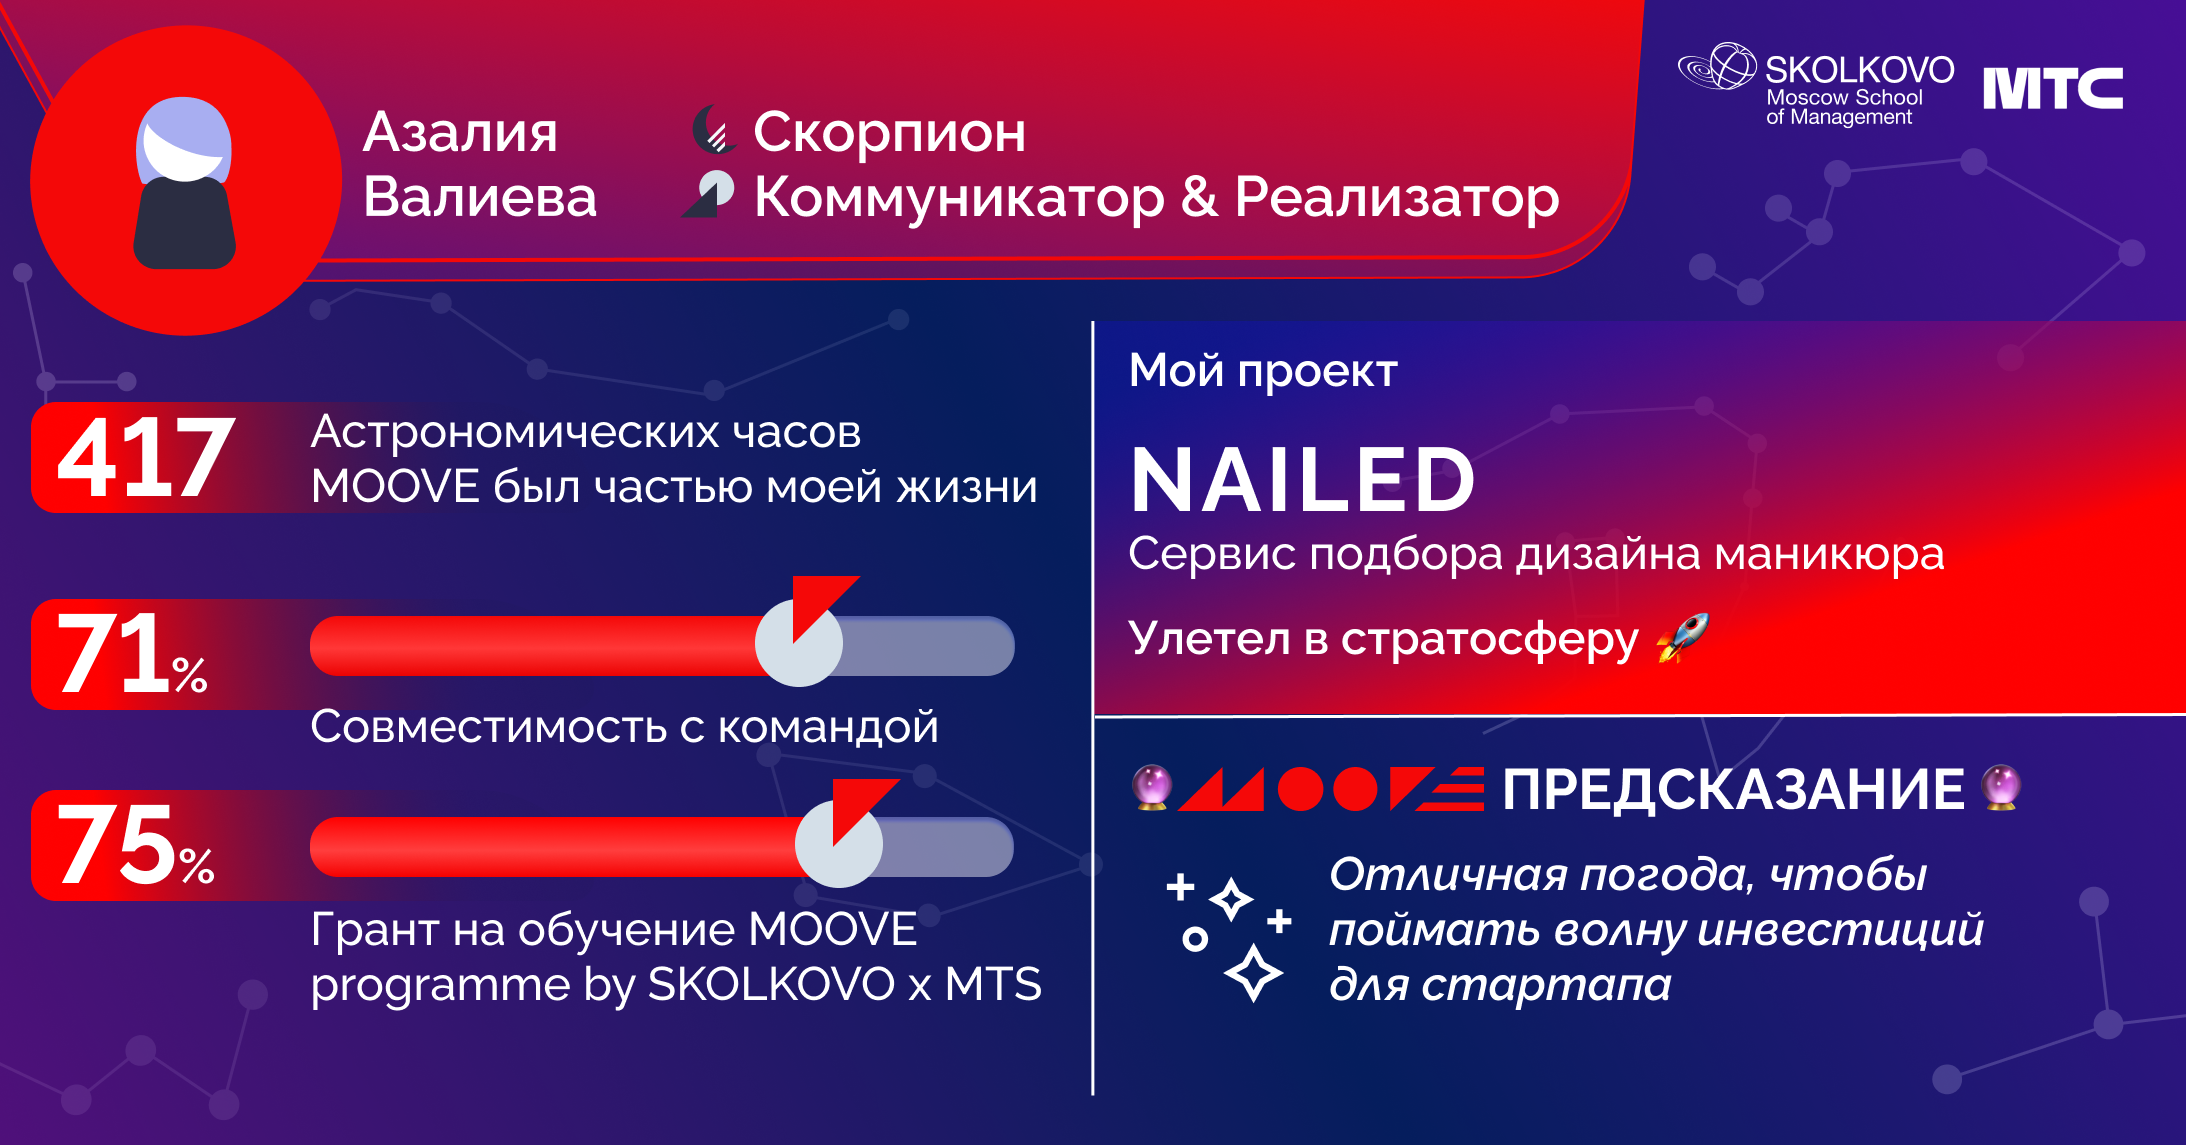 Азалия
Валиева
Скорпион
Коммуникатор & Реализатор
SKOLKOVO
Moscow School
of Management
МТС
417
Астрономических часов
MOOVE был частью моей жизни
71%
Совместимость с командой
75%
Грант на обучение MOOVE
programme by SKOLKOVO x MTS
Мой проект
NAILED
Сервис подбора дизайна маникюра
Улетел в стратосферу 🚀
🔮 MOOVE ПРЕДСКАЗАНИЕ 🔮
Отличная погода, чтобы
поймать волну инвестиций
для стартапа